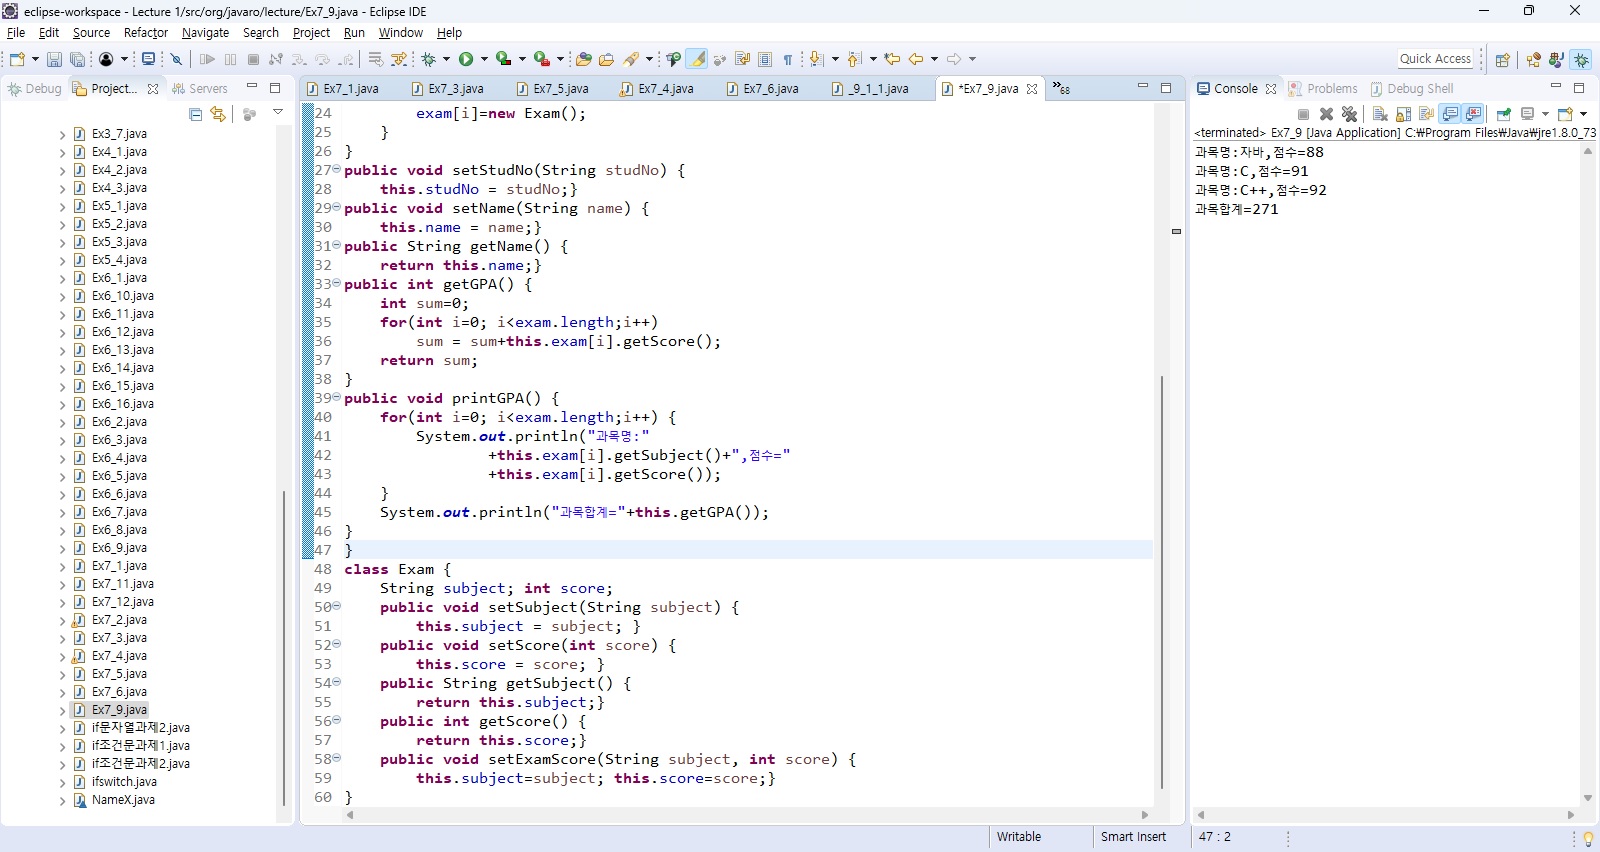 eclipse-workspace - Lecture 1/src/org/javaro/lecture/Ex7_9.java - Eclipse IDE
File Edit Source Refactor Navigate Search Project Run Window Help
Quick Access
Debug Project... Servers
Ex3_7.java
Ex4_1.java
Ex4_2.java
Ex4_3.java
Ex5_1.java
Ex5_2.java
Ex5_3.java
Ex5_4.java
Ex6_1.java
Ex6_10.java
Ex6_11.java
Ex6_12.java
Ex6_13.java
Ex6_14.java
Ex6_15.java
Ex6_16.java
Ex6_2.java
Ex6_3.java
Ex6_4.java
Ex6_5.java
Ex6_6.java
Ex6_7.java
Ex6_8.java
Ex6_9.java
Ex7_1.java
Ex7_11.java
Ex7_12.java
Ex7_2.java
Ex7_3.java
Ex7_4.java
Ex7_5.java
Ex7_6.java
Ex7_9.java
if문자열과제2.java
if조건문과제1.java
if조건문과제2.java
ifswitch.java
NameX.java
Ex7_1.java Ex7_3.java Ex7_5.java Ex7_4.java Ex7_6.java _9_1_1.java *Ex7_9.java »68
24 exam[i]=new Exam();
25 }
26 }
27 public void setStudNo(String studNo) {
28 this.studNo = studNo;}
29 public void setName(String name) {
30 this.name = name;}
31 public String getName() {
32 return this.name;}
33 public int getGPA() {
34 int sum=0;
35 for(int i=0; i<exam.length;i++)
36 sum = sum+this.exam[i].getScore();
37 return sum;
38 }
39 public void printGPA() {
40 for(int i=0; i<exam.length;i++) {
41 System.out.println("과목명:"
42 +this.exam[i].getSubject()+",점수="
43 +this.exam[i].getScore());
44 }
45 System.out.println("과목합계="+this.getGPA());
46 }
47 }
48 class Exam {
49 String subject; int score;
50 public void setSubject(String subject) {
51 this.subject = subject; }
52 public void setScore(int score) {
53 this.score = score; }
54 public String getSubject() {
55 return this.subject;}
56 public int getScore() {
57 return this.score;}
58 public void setExamScore(String subject, int score) {
59 this.subject=subject; this.score=score;}
60 }
Console Problems Debug Shell
<terminated> Ex7_9 [Java Application] C:₩Program Files₩Java₩jre1.8.0_73
과목명:자바,점수=88
과목명:C,점수=91
과목명:C++,점수=92
과목합계=271
Writable Smart Insert 47 : 2